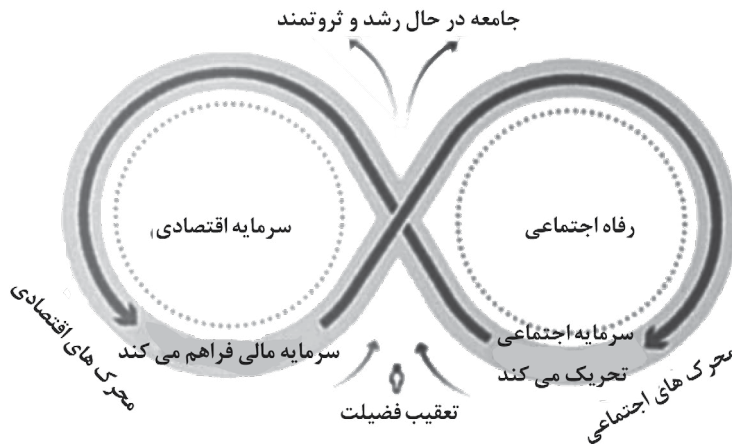 جامعه در حال رشد و ثروتمند
رفاه اجتماعی
سرمایه اقتصادی
محرک های اقتصادی
سرمایه مالی فراهم می کند
سرمایه اجتماعی
تحریک می کند
محرک های اجتماعی
تعقیب فضیلت